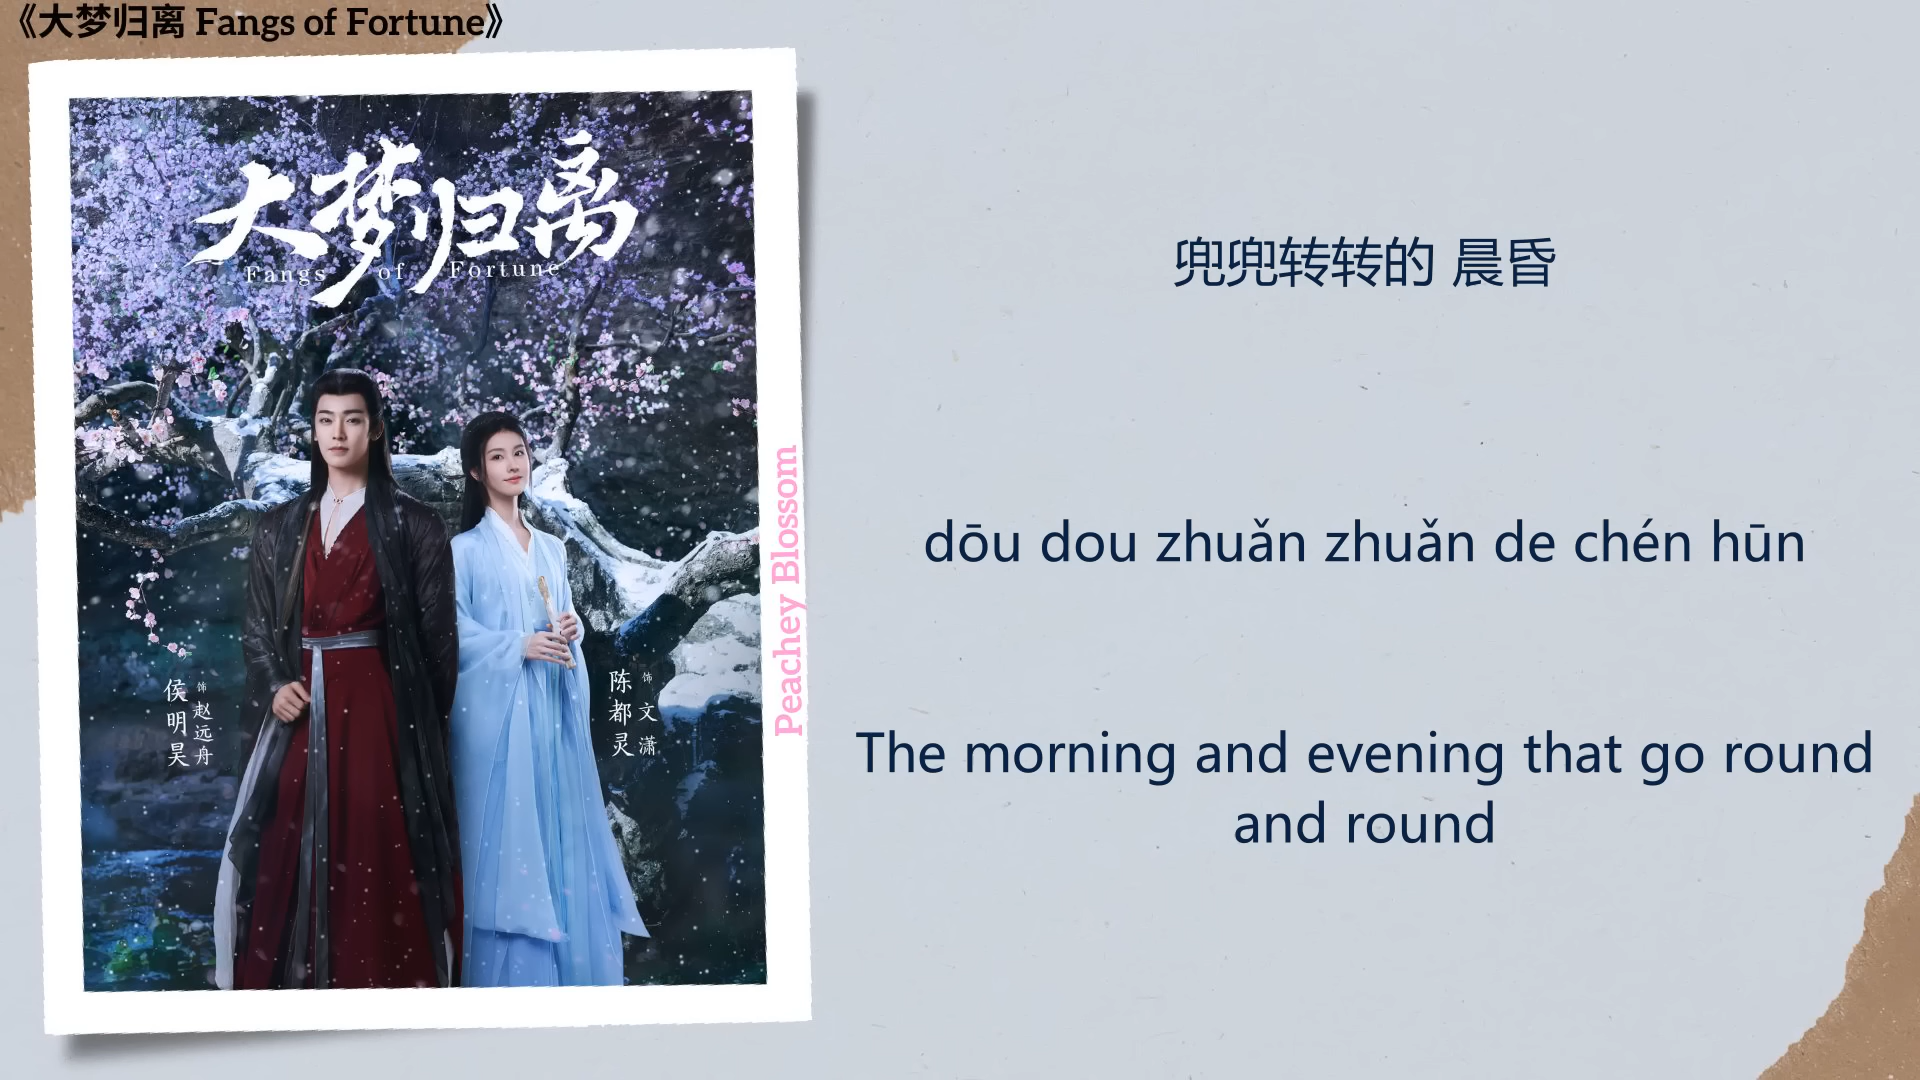 《大梦归离 Fangs of Fortune》
大梦归离
Fangs of Fortune
侯明昊
饰 赵远舟
陈都灵
饰 文潇
Peachey Blossom
兜兜转转的 晨昏
dōu dou zhuǎn zhuǎn de chén hūn
The morning and evening that go round
and round